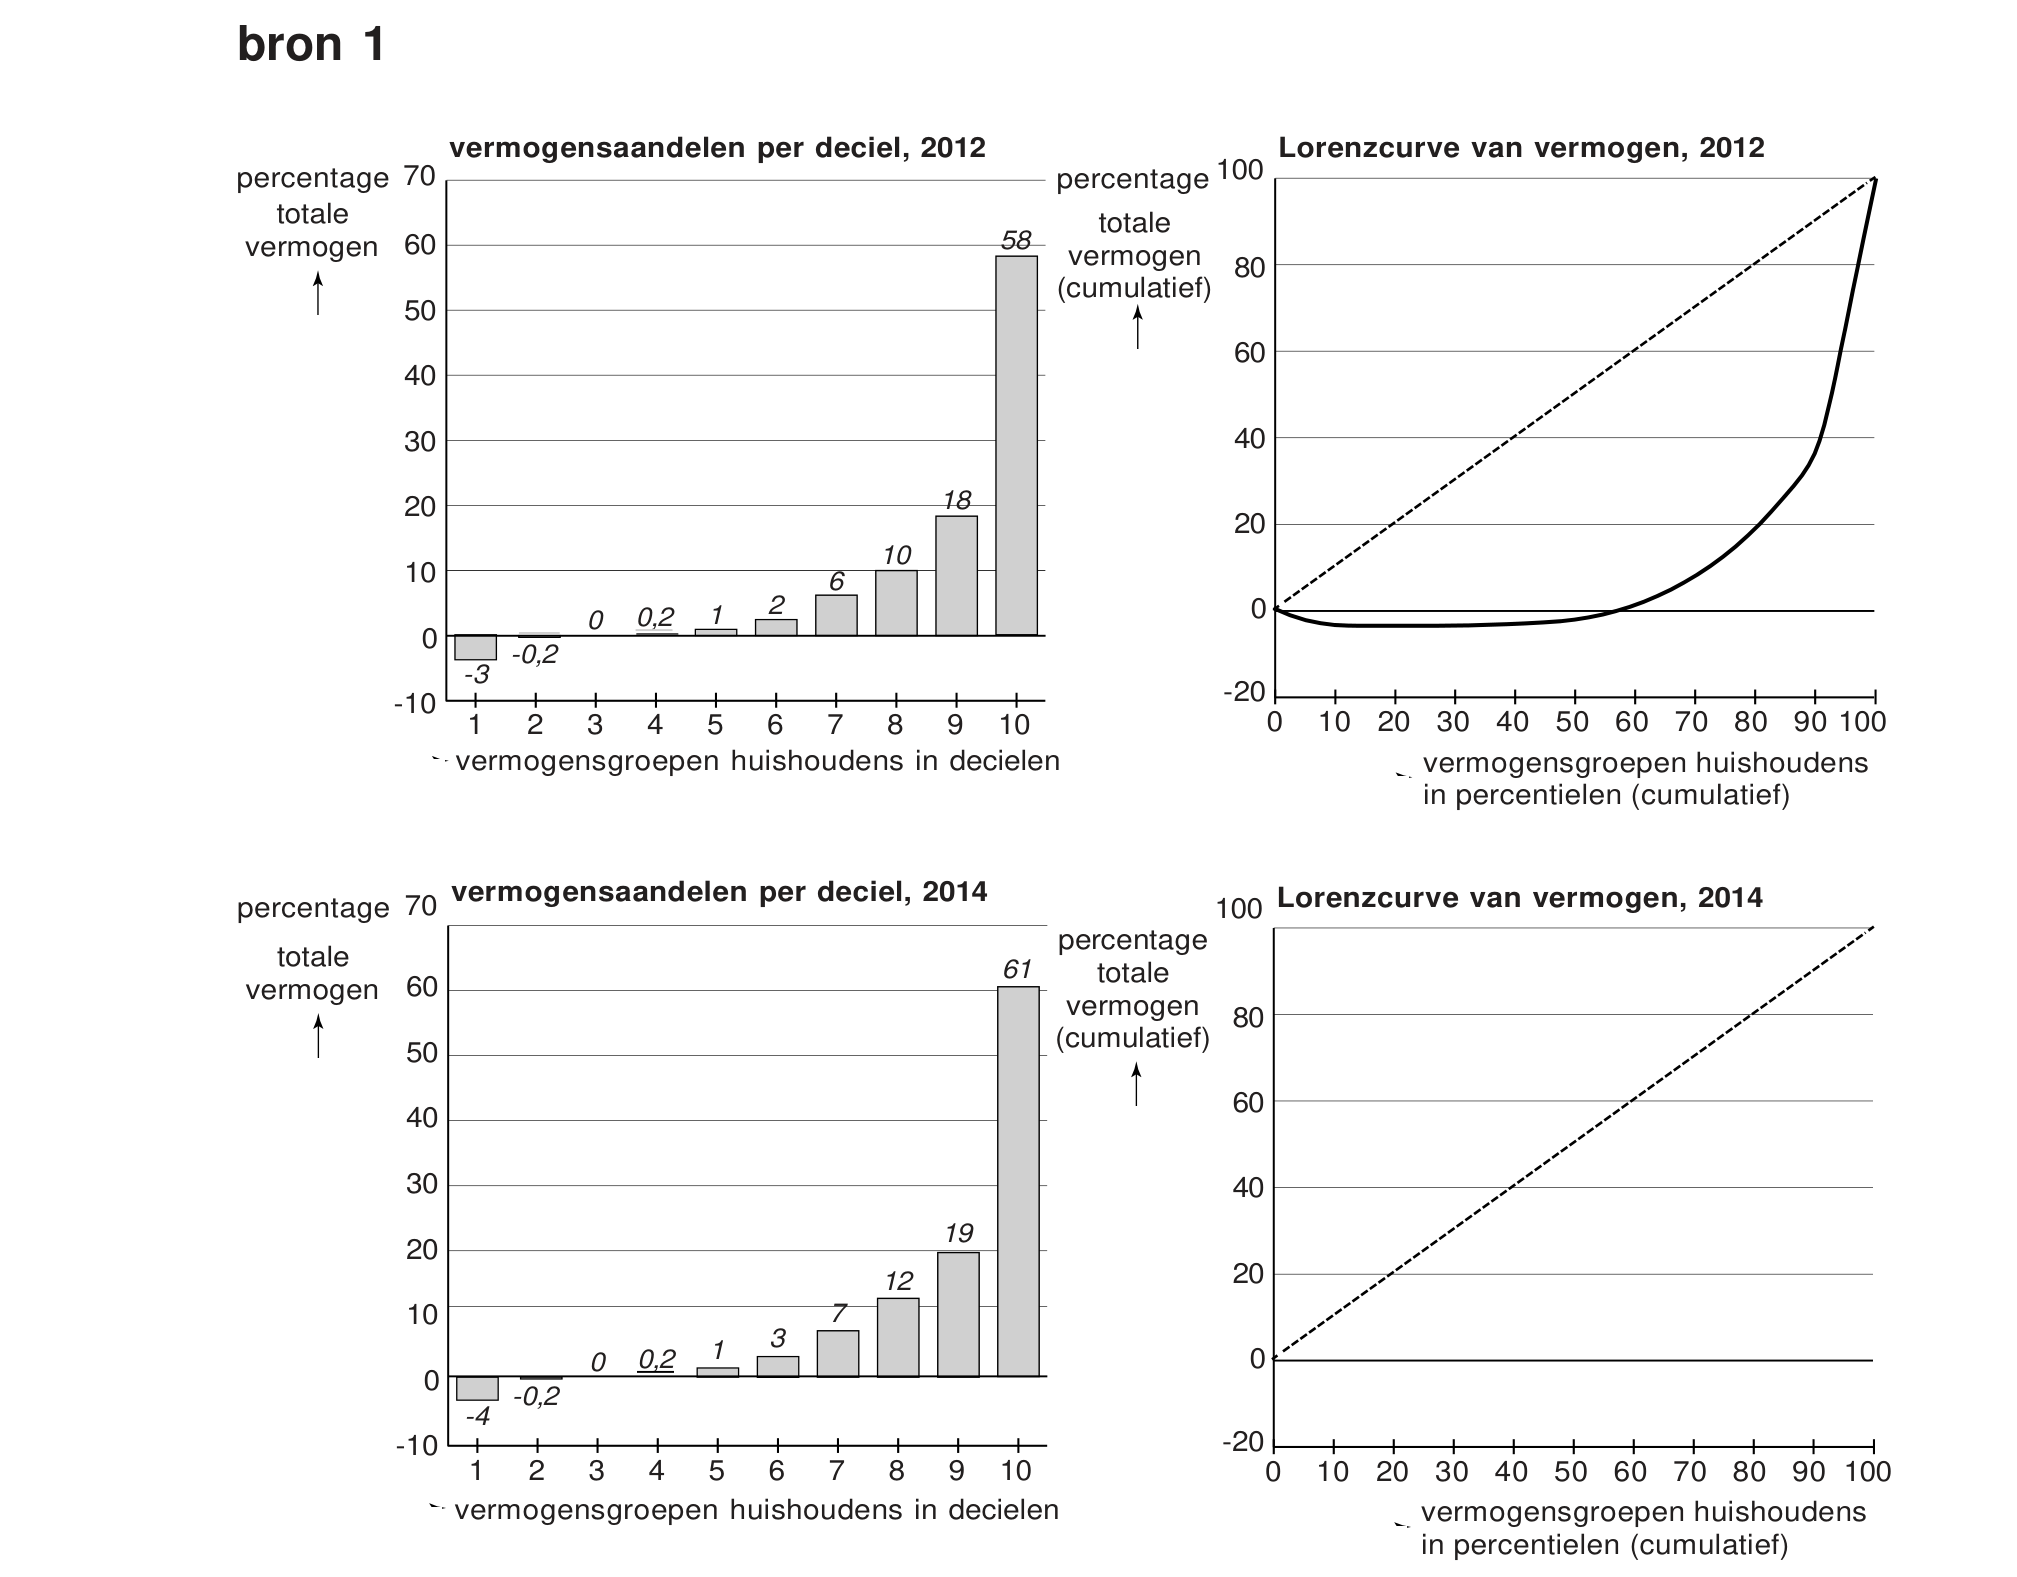 bron 1
vermogensaandelen per deciel, 2012
percentage
totale
vermogen
70
60
50
40
30
20
10
0
-10
-3
-0,2
0
0,2
1
2
6
10
18
58
1 2 3 4 5 6 7 8 9 10
vermogensgroepen huishoudens in decielen
Lorenzcurve van vermogen, 2012
percentage
totale
vermogen
(cumulatief)
100
80
60
40
20
0
-20
0 10 20 30 40 50 60 70 80 90 100
vermogensgroepen huishoudens
in percentielen (cumulatief)
vermogensaandelen per deciel, 2014
percentage
totale
vermogen
70
60
50
40
30
20
10
0
-10
-4
-0,2
0
0,2
1
3
7
12
19
61
1 2 3 4 5 6 7 8 9 10
vermogensgroepen huishoudens in decielen
Lorenzcurve van vermogen, 2014
percentage
totale
vermogen
(cumulatief)
100
80
60
40
20
0
-20
0 10 20 30 40 50 60 70 80 90 100
vermogensgroepen huishoudens
in percentielen (cumulatief)